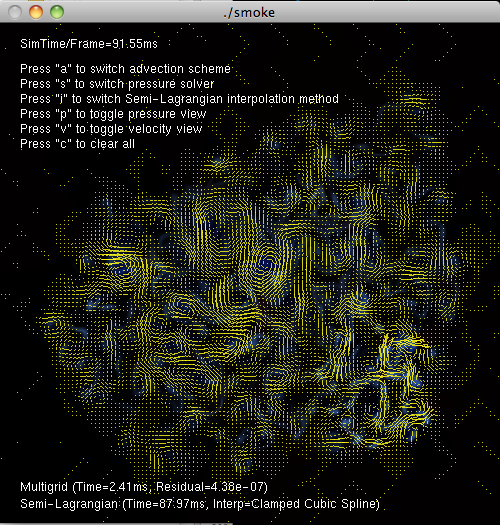 ./smoke
SimTime/Frame=91.55ms
Press "a" to switch advection scheme
Press "s" to switch pressure solver
Press "i" to switch Semi-Lagrangian interpolation method
Press "p" to toggle pressure view
Press "v" to toggle velocity view
Press "c" to clear all
Multigrid (Time=2.41ms, Residual=4.38e-07)
Semi-Lagrangian (Time=87.97ms, Interp=Clamped Cubic Spline)